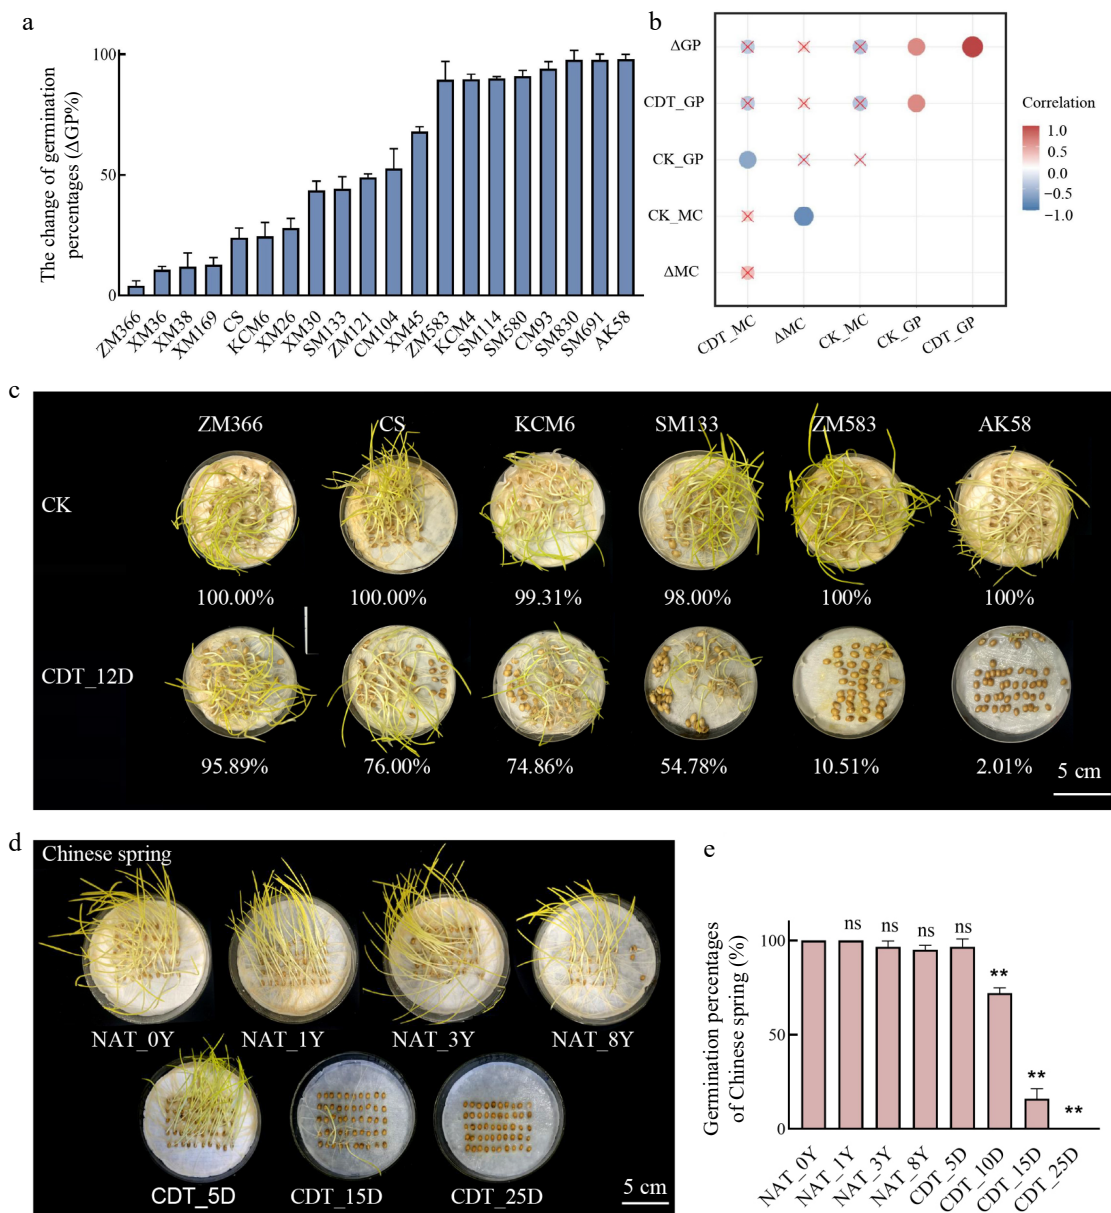 a
The change of germination
percentages (ΔGP%)
100
50
0
ZM366
XM36
XM38
XM169
CS
KCM6
XM26
XM30
SM133
ZM121
CM104
XM45
ZM583
KCM4
SM114
SM580
CM93
SM830
SM691
AK58
b
ΔGP
CDT_GP
CK_GP
CK_MC
ΔMC
CDT_MC
ΔMC
CK_MC
CK_GP
CDT_GP
Correlation
1.0
0.5
0.0
−0.5
−1.0
c
ZM366 CS KCM6 SM133 ZM583 AK58
CK
100.00% 100.00% 99.31% 98.00% 100% 100%
CDT_12D
95.89% 76.00% 74.86% 54.78% 10.51% 2.01%
5 cm
d
Chinese spring
NAT_0Y NAT_1Y NAT_3Y NAT_8Y
CDT_5D CDT_15D CDT_25D
5 cm
e
Germination percentages
of Chinese spring (%)
100
50
0
ns ns ns ns ** ** **
NAT_0Y
NAT_1Y
NAT_3Y
NAT_8Y
CDT_5D
CDT_10D
CDT_15D
CDT_25D